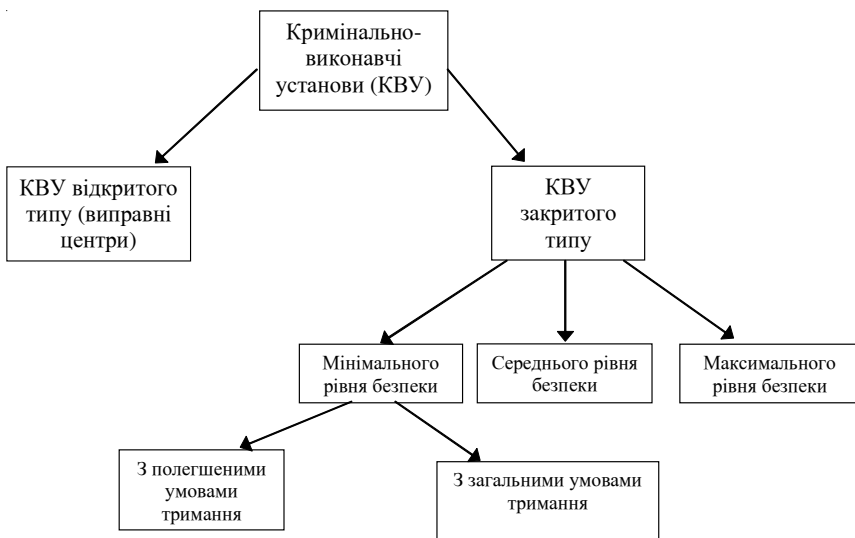 Кримінально-
виконавчі
установи (КВУ)
КВУ відкритого
типу (виправні
центри)
КВУ
закритого
типу
Мінімального
рівня безпеки
Середнього рівня
безпеки
Максимального
рівня безпеки
З полегшеними
умовами
тримання
З загальними умовами
тримання